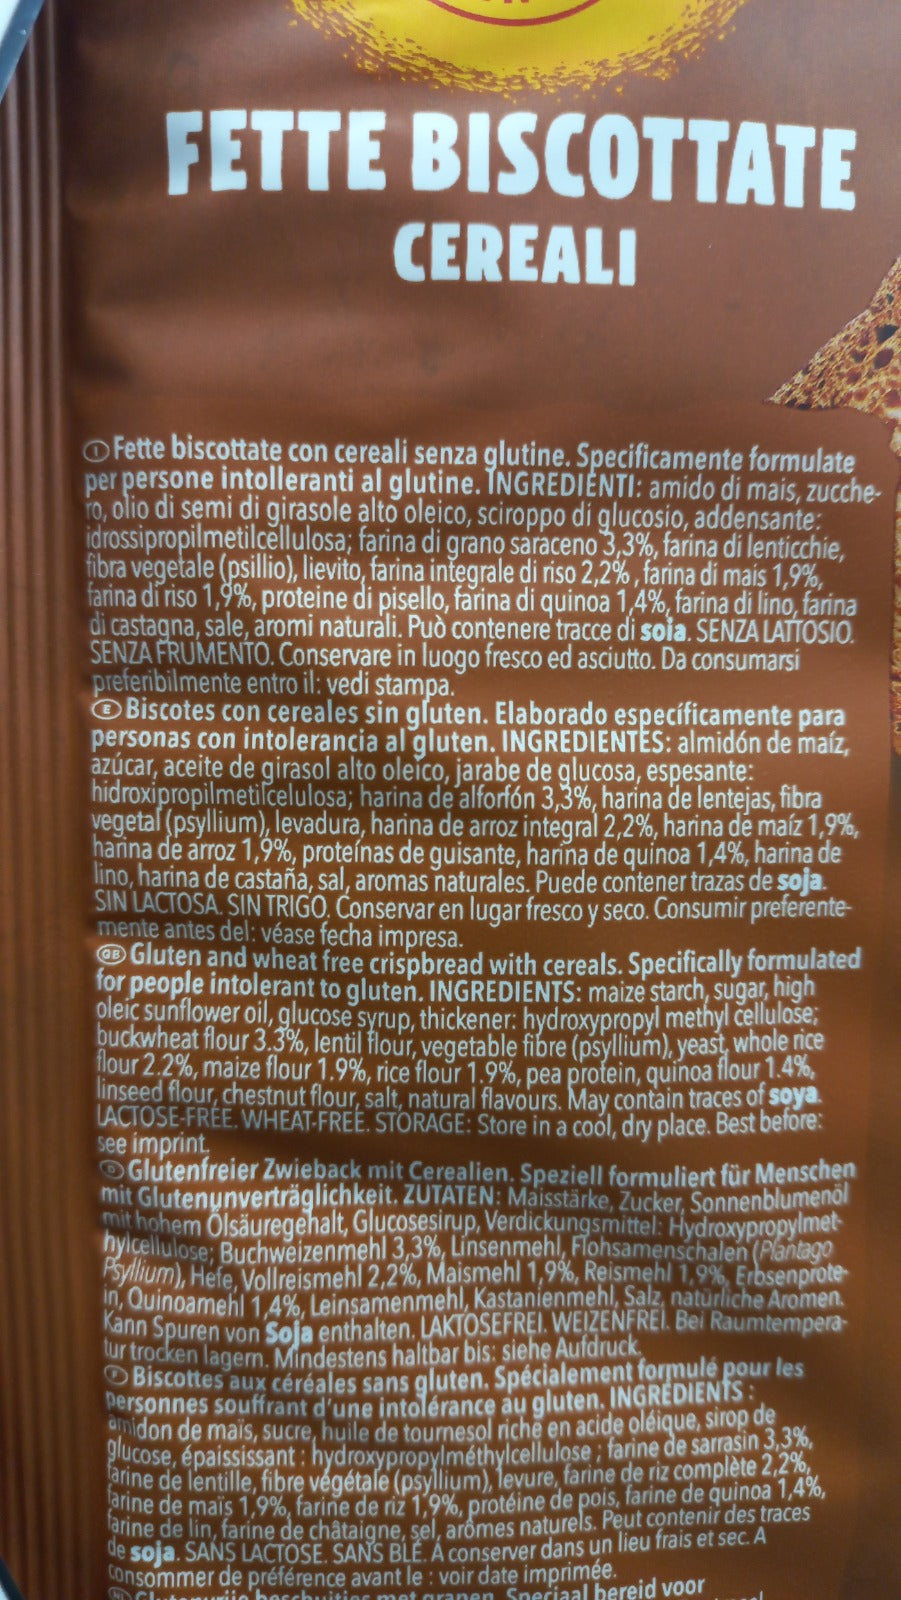 FETTE BISCOTTATE
CEREALI
I Fette biscottate con cereali senza glutine. Specificamente formulate
per persone intolleranti al glutine. INGREDIENTI: amido di mais, zucche-
ro, olio di semi di girasole alto oleico, sciroppo di glucosio, addensante:
idrossipropilmetilcellulosa; farina di grano saraceno 3,3%, farina di lenticchie,
fibra vegetale (psillio), lievito, farina integrale di riso 2,2% , farina di mais 1,9%,
farina di riso 1,9%, proteine di pisello, farina di quinoa 1,4%, farina di lino, farina
di castagna, sale, aromi naturali. Può contenere tracce di soia. SENZA LATTOSIO.
SENZA FRUMENTO. Conservare in luogo fresco ed asciutto. Da consumarsi
preferibilmente entro il: vedi stampa.
E Biscotes con cereales sin gluten. Elaborado específicamente para
personas con intolerancia al gluten. INGREDIENTES: almidón de maíz,
azúcar, aceite de girasol alto oleico, jarabe de glucosa, espesante:
hidroxipropilmetilcelulosa; harina de alforfón 3,3%, harina de lentejas, fibra
vegetal (psyllium), levadura, harina de arroz integral 2,2%, harina de maíz 1,9%,
harina de arroz 1,9%, proteínas de guisante, harina de quinoa 1,4%, harina de
lino, harina de castaña, sal, aromas naturales. Puede contener trazas de soja.
SIN LACTOSA. SIN TRIGO. Conservar en lugar fresco y seco. Consumir preferente-
mente antes del: véase fecha impresa.
GB Gluten and wheat free crispbread with cereals. Specifically formulated
for people intolerant to gluten. INGREDIENTS: maize starch, sugar, high
oleic sunflower oil, glucose syrup, thickener: hydroxypropyl methyl cellulose;
buckwheat flour 3.3%, lentil flour, vegetable fibre (psyllium), yeast, whole rice
flour 2.2%, maize flour 1.9%, rice flour 1.9%, pea protein, quinoa flour 1.4%,
linseed flour, chestnut flour, salt, natural flavours. May contain traces of soya.
LACTOSE-FREE. WHEAT-FREE. STORAGE: Store in a cool, dry place. Best before:
see imprint.
D Glutenfreier Zwieback mit Cerealien. Speziell formuliert für Menschen
mit Glutenunverträglichkeit. ZUTATEN: Maisstärke, Zucker, Sonnenblumenöl
mit hohem Ölsäuregehalt, Glucosesirup, Verdickungsmittel: Hydroxypropylmet-
hylcellulose; Buchweizenmehl 3,3%, Linsenmehl, Flohsamenschalen (Plantago
Psyllium), Hefe, Vollreismehl 2,2%, Maismehl 1,9%, Reismehl 1,9%, Erbsenprote-
in, Quinoamehl 1,4%, Leinsamenmehl, Kastanienmehl, Salz, natürliche Aromen.
Kann Spuren von Soja enthalten. LAKTOSEFREI. WEIZENFREI. Bei Raumtempera-
tur trocken lagern. Mindestens haltbar bis: siehe Aufdruck.
F Biscottes aux céréales sans gluten. Spécialement formulé pour les
personnes souffrant d'une intolérance au gluten. INGRÉDIENTS :
amidon de maïs, sucre, huile de tournesol riche en acide oléique, sirop de
glucose, épaississant : hydroxypropylméthylcellulose ; farine de sarrasin 3,3%,
farine de lentille, fibre végétale (psyllium), levure, farine de riz complète 2,2%,
farine de maïs 1,9%, farine de riz 1,9%, protéine de pois, farine de quinoa 1,4%,
farine de lin, farine de châtaigne, sel, arômes naturels. Peut contenir des traces
de soja. SANS LACTOSE. SANS BLÉ. A conserver dans un lieu frais et sec. A
consommer de préférence avant le : voir date imprimée.
NL Glutenvrije beschuitjes met granen. Speciaal bereid voor